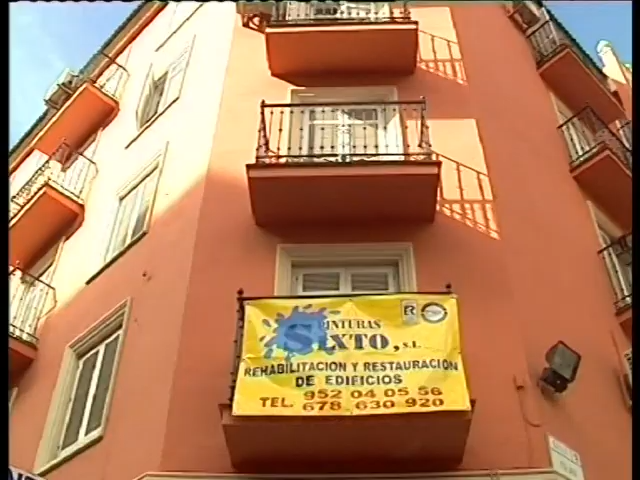 PINTURAS
SIXTO, S.L.
REHABILITACION Y RESTAURACION
DE EDIFICIOS
TEL. 952 04 05 56
678 630 920